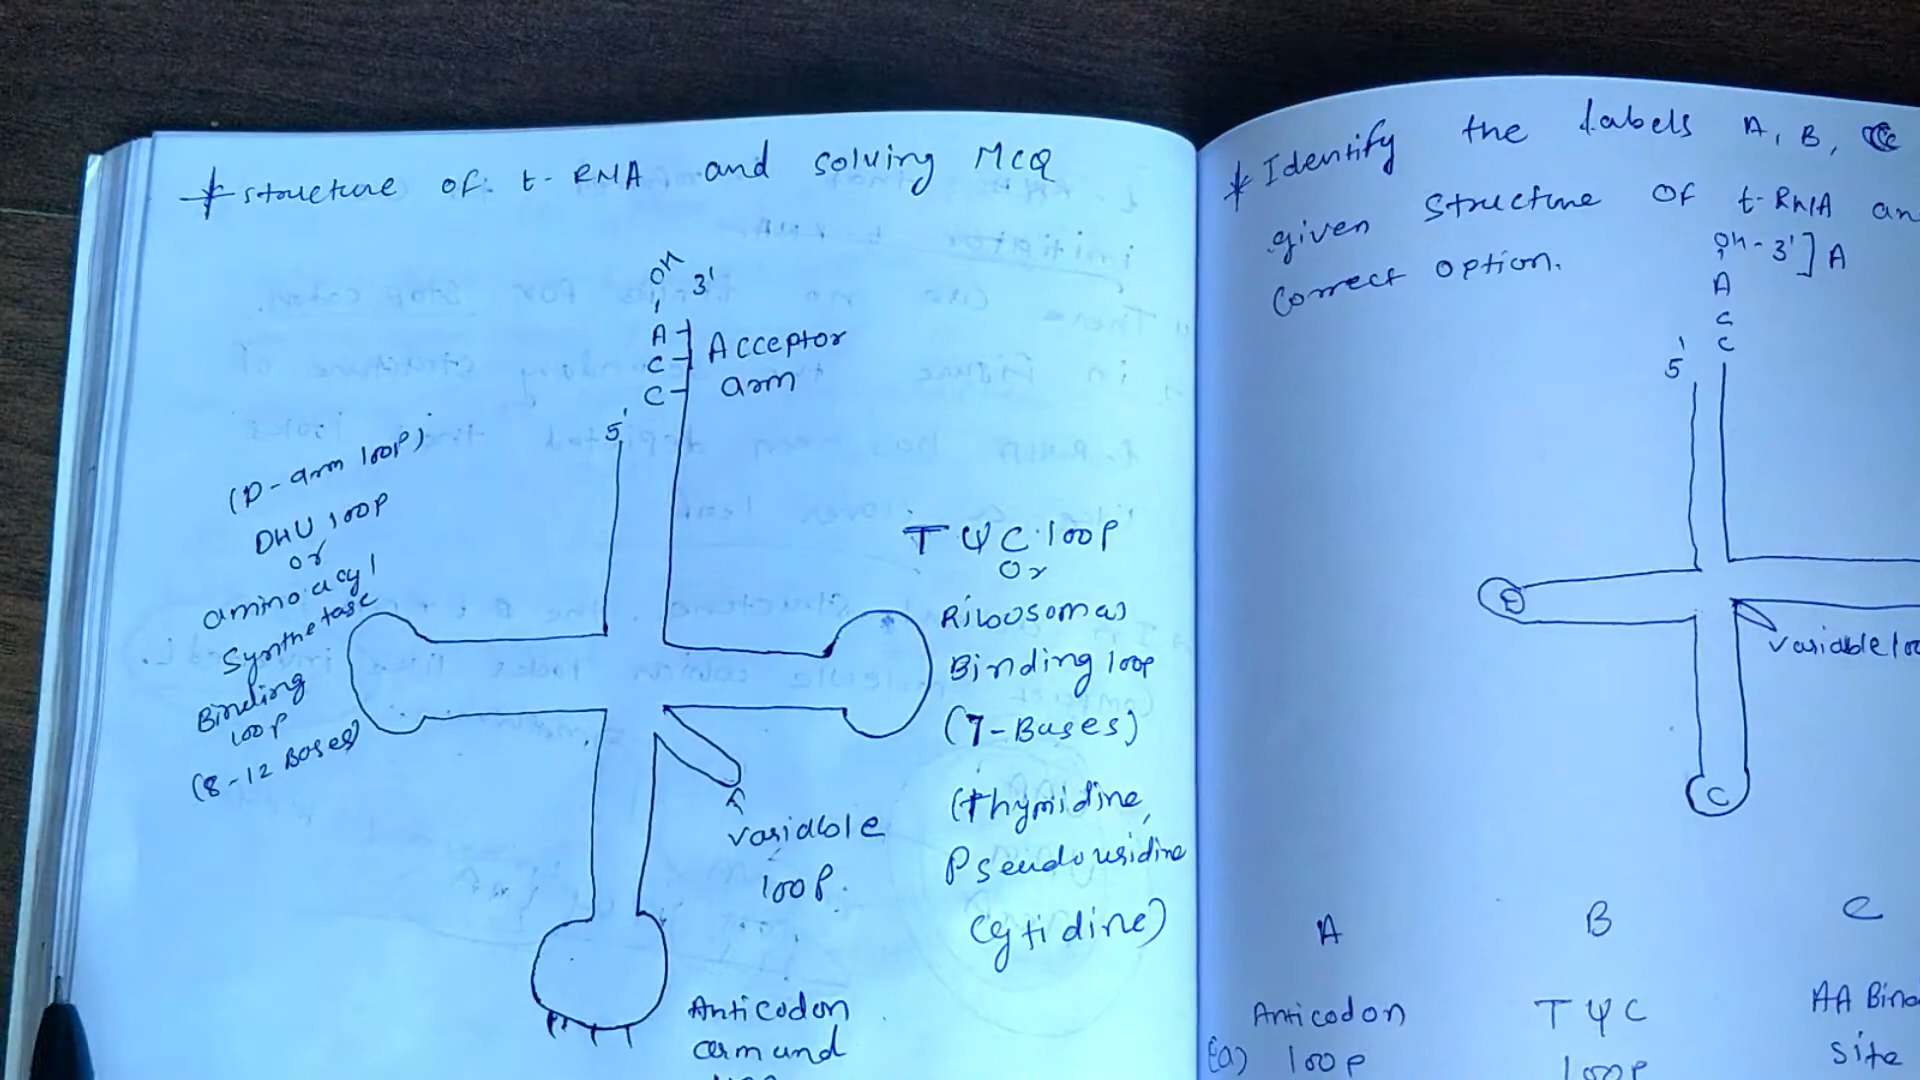 * structure of t-RNA and solving MCQ
OH
3'
A
C
C
Acceptor
arm
5'
(D-arm loop)
DHU loop
or
aminoacyl
Synthetase
Binding
loop
(8-12 Bases)
TΨC loop
Or
Ribosomal
Binding loop
(7-Bases)
(Thymidine,
Pseudouridine
Cytidine)
variable
loop.
Anticodon
arm and
* Identify the labels A, B,
given structure of t-RNA an
correct option.
OH-3'] A
A
C
C
5'
variable loo
C
A B C
Anticodon TΨC AA Bind
(a) loop loop site